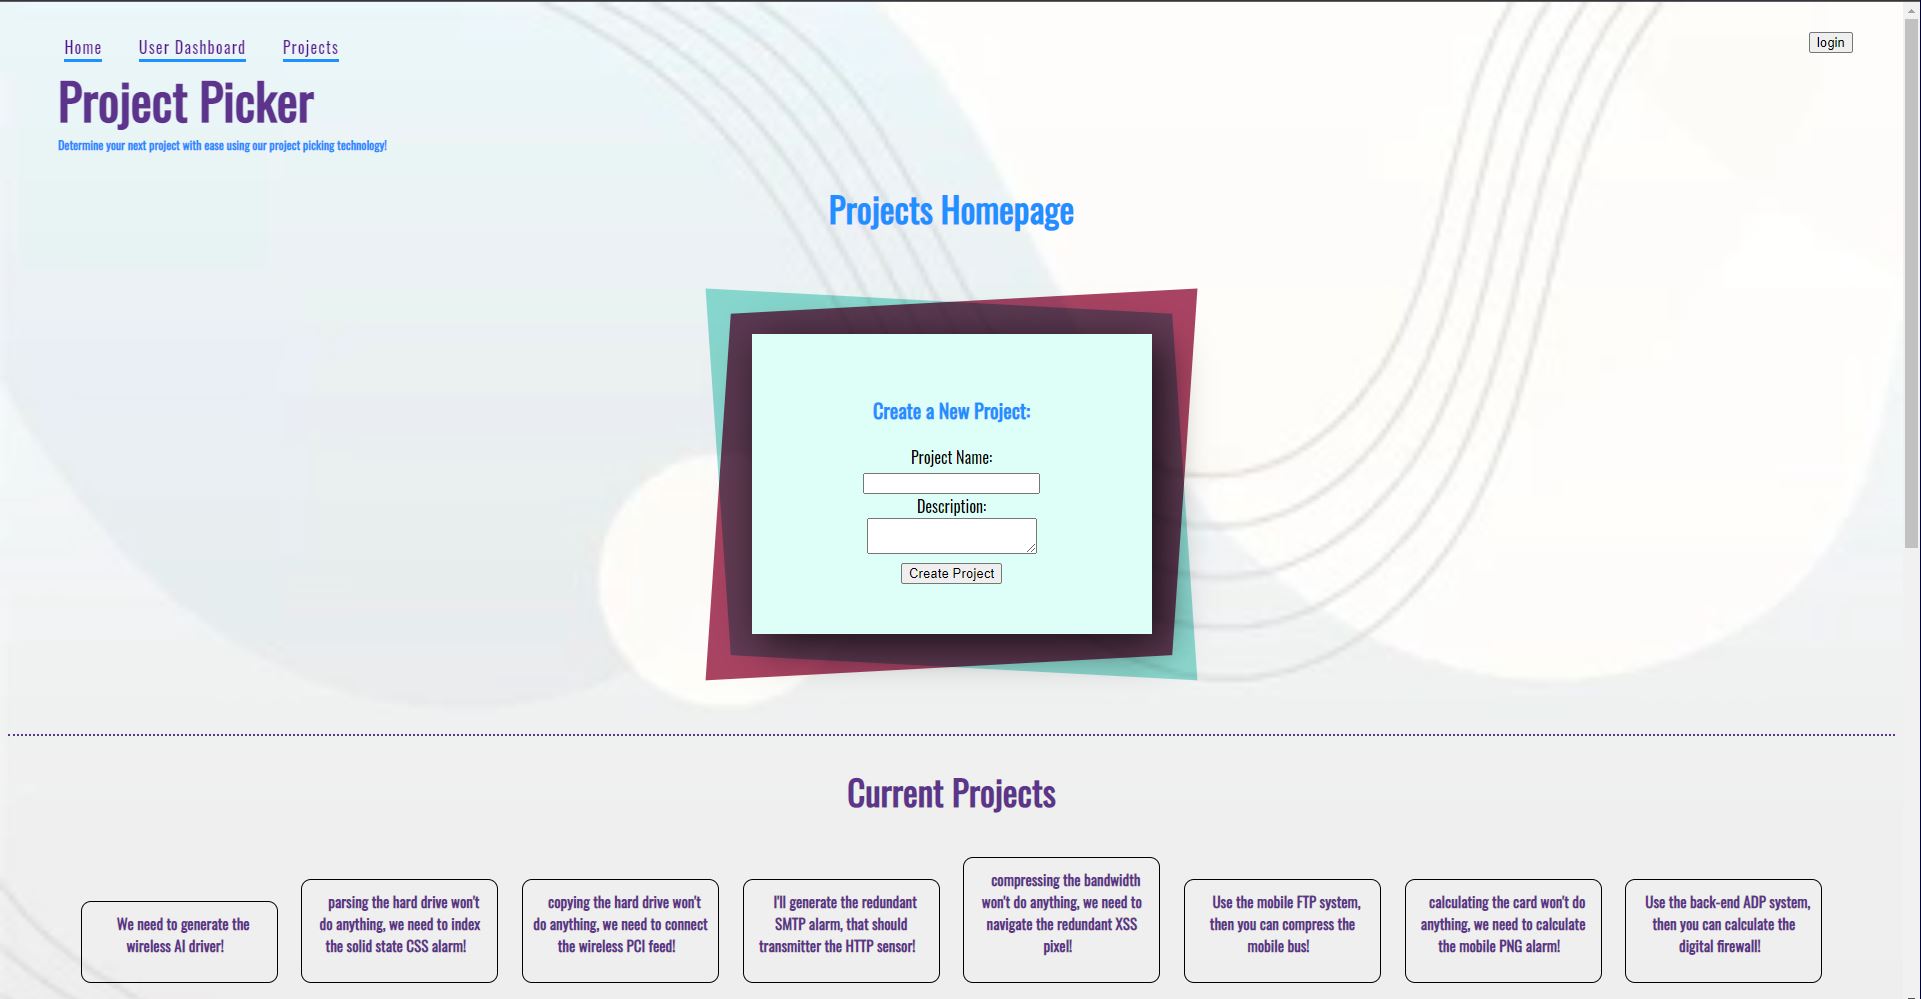 Home User Dashboard Projects login
Project Picker
Determine your next project with ease using our project picking technology!
Projects Homepage
Create a New Project:
Project Name:
Description:
Create Project
Current Projects
We need to generate the
wireless AI driver!
parsing the hard drive won't
do anything, we need to index
the solid state CSS alarm!
copying the hard drive won't
do anything, we need to connect
the wireless PCI feed!
I'll generate the redundant
SMTP alarm, that should
transmitter the HTTP sensor!
compressing the bandwidth
won't do anything, we need to
navigate the redundant XSS
pixel!
Use the mobile FTP system,
then you can compress the
mobile bus!
calculating the card won't do
anything, we need to calculate
the mobile PNG alarm!
Use the back-end ADP system,
then you can calculate the
digital firewall!